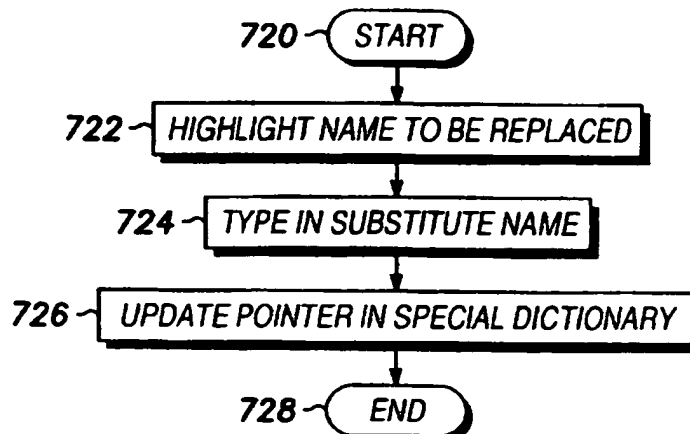 720 START
722 HIGHLIGHT NAME TO BE REPLACED
724 TYPE IN SUBSTITUTE NAME
726 UPDATE POINTER IN SPECIAL DICTIONARY
728 END